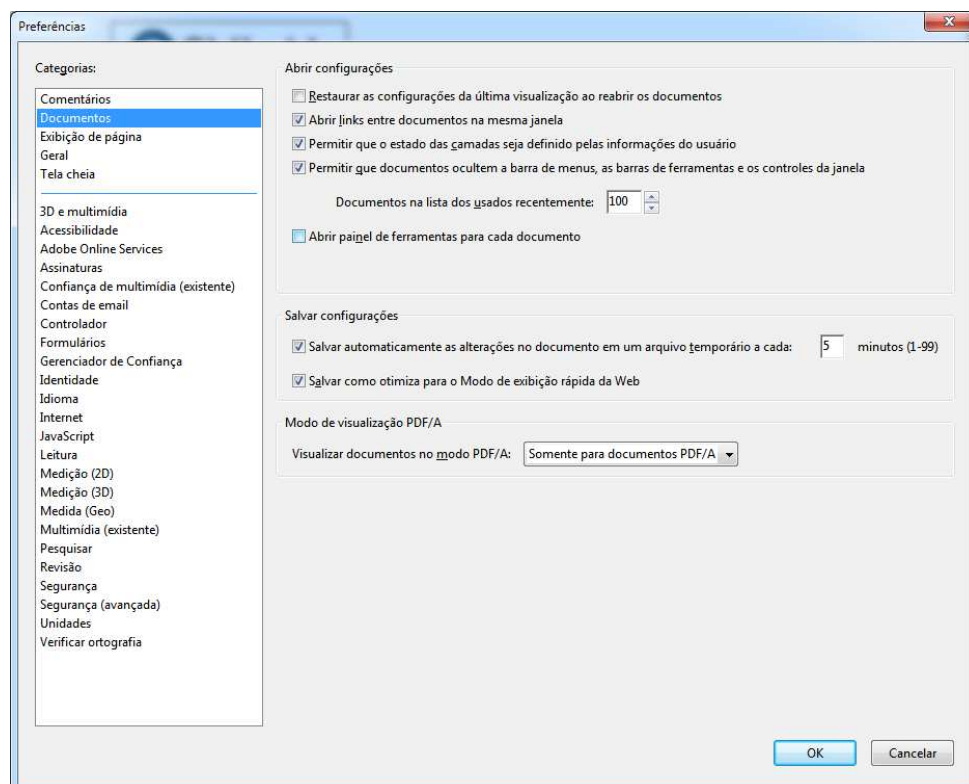 Preferências
Categorias:
Comentários
Documentos
Exibição de página
Geral
Tela cheia
3D e multimídia
Acessibilidade
Adobe Online Services
Assinaturas
Confiança de multimídia (existente)
Contas de email
Controlador
Formulários
Gerenciador de Confiança
Identidade
Idioma
Internet
JavaScript
Leitura
Medição (2D)
Medição (3D)
Medida (Geo)
Multimídia (existente)
Pesquisar
Revisão
Segurança
Segurança (avançada)
Unidades
Verificar ortografia
Abrir configurações
Restaurar as configurações da última visualização ao reabrir os documentos
Abrir links entre documentos na mesma janela
Permitir que o estado das camadas seja definido pelas informações do usuário
Permitir que documentos ocultem a barra de menus, as barras de ferramentas e os controles da janela
Documentos na lista dos usados recentemente: 100
Abrir painel de ferramentas para cada documento
Salvar configurações
Salvar automaticamente as alterações no documento em um arquivo temporário a cada: 5 minutos (1-99)
Salvar como otimiza para o Modo de exibição rápida da Web
Modo de visualização PDF/A
Visualizar documentos no modo PDF/A: Somente para documentos PDF/A
OK Cancelar